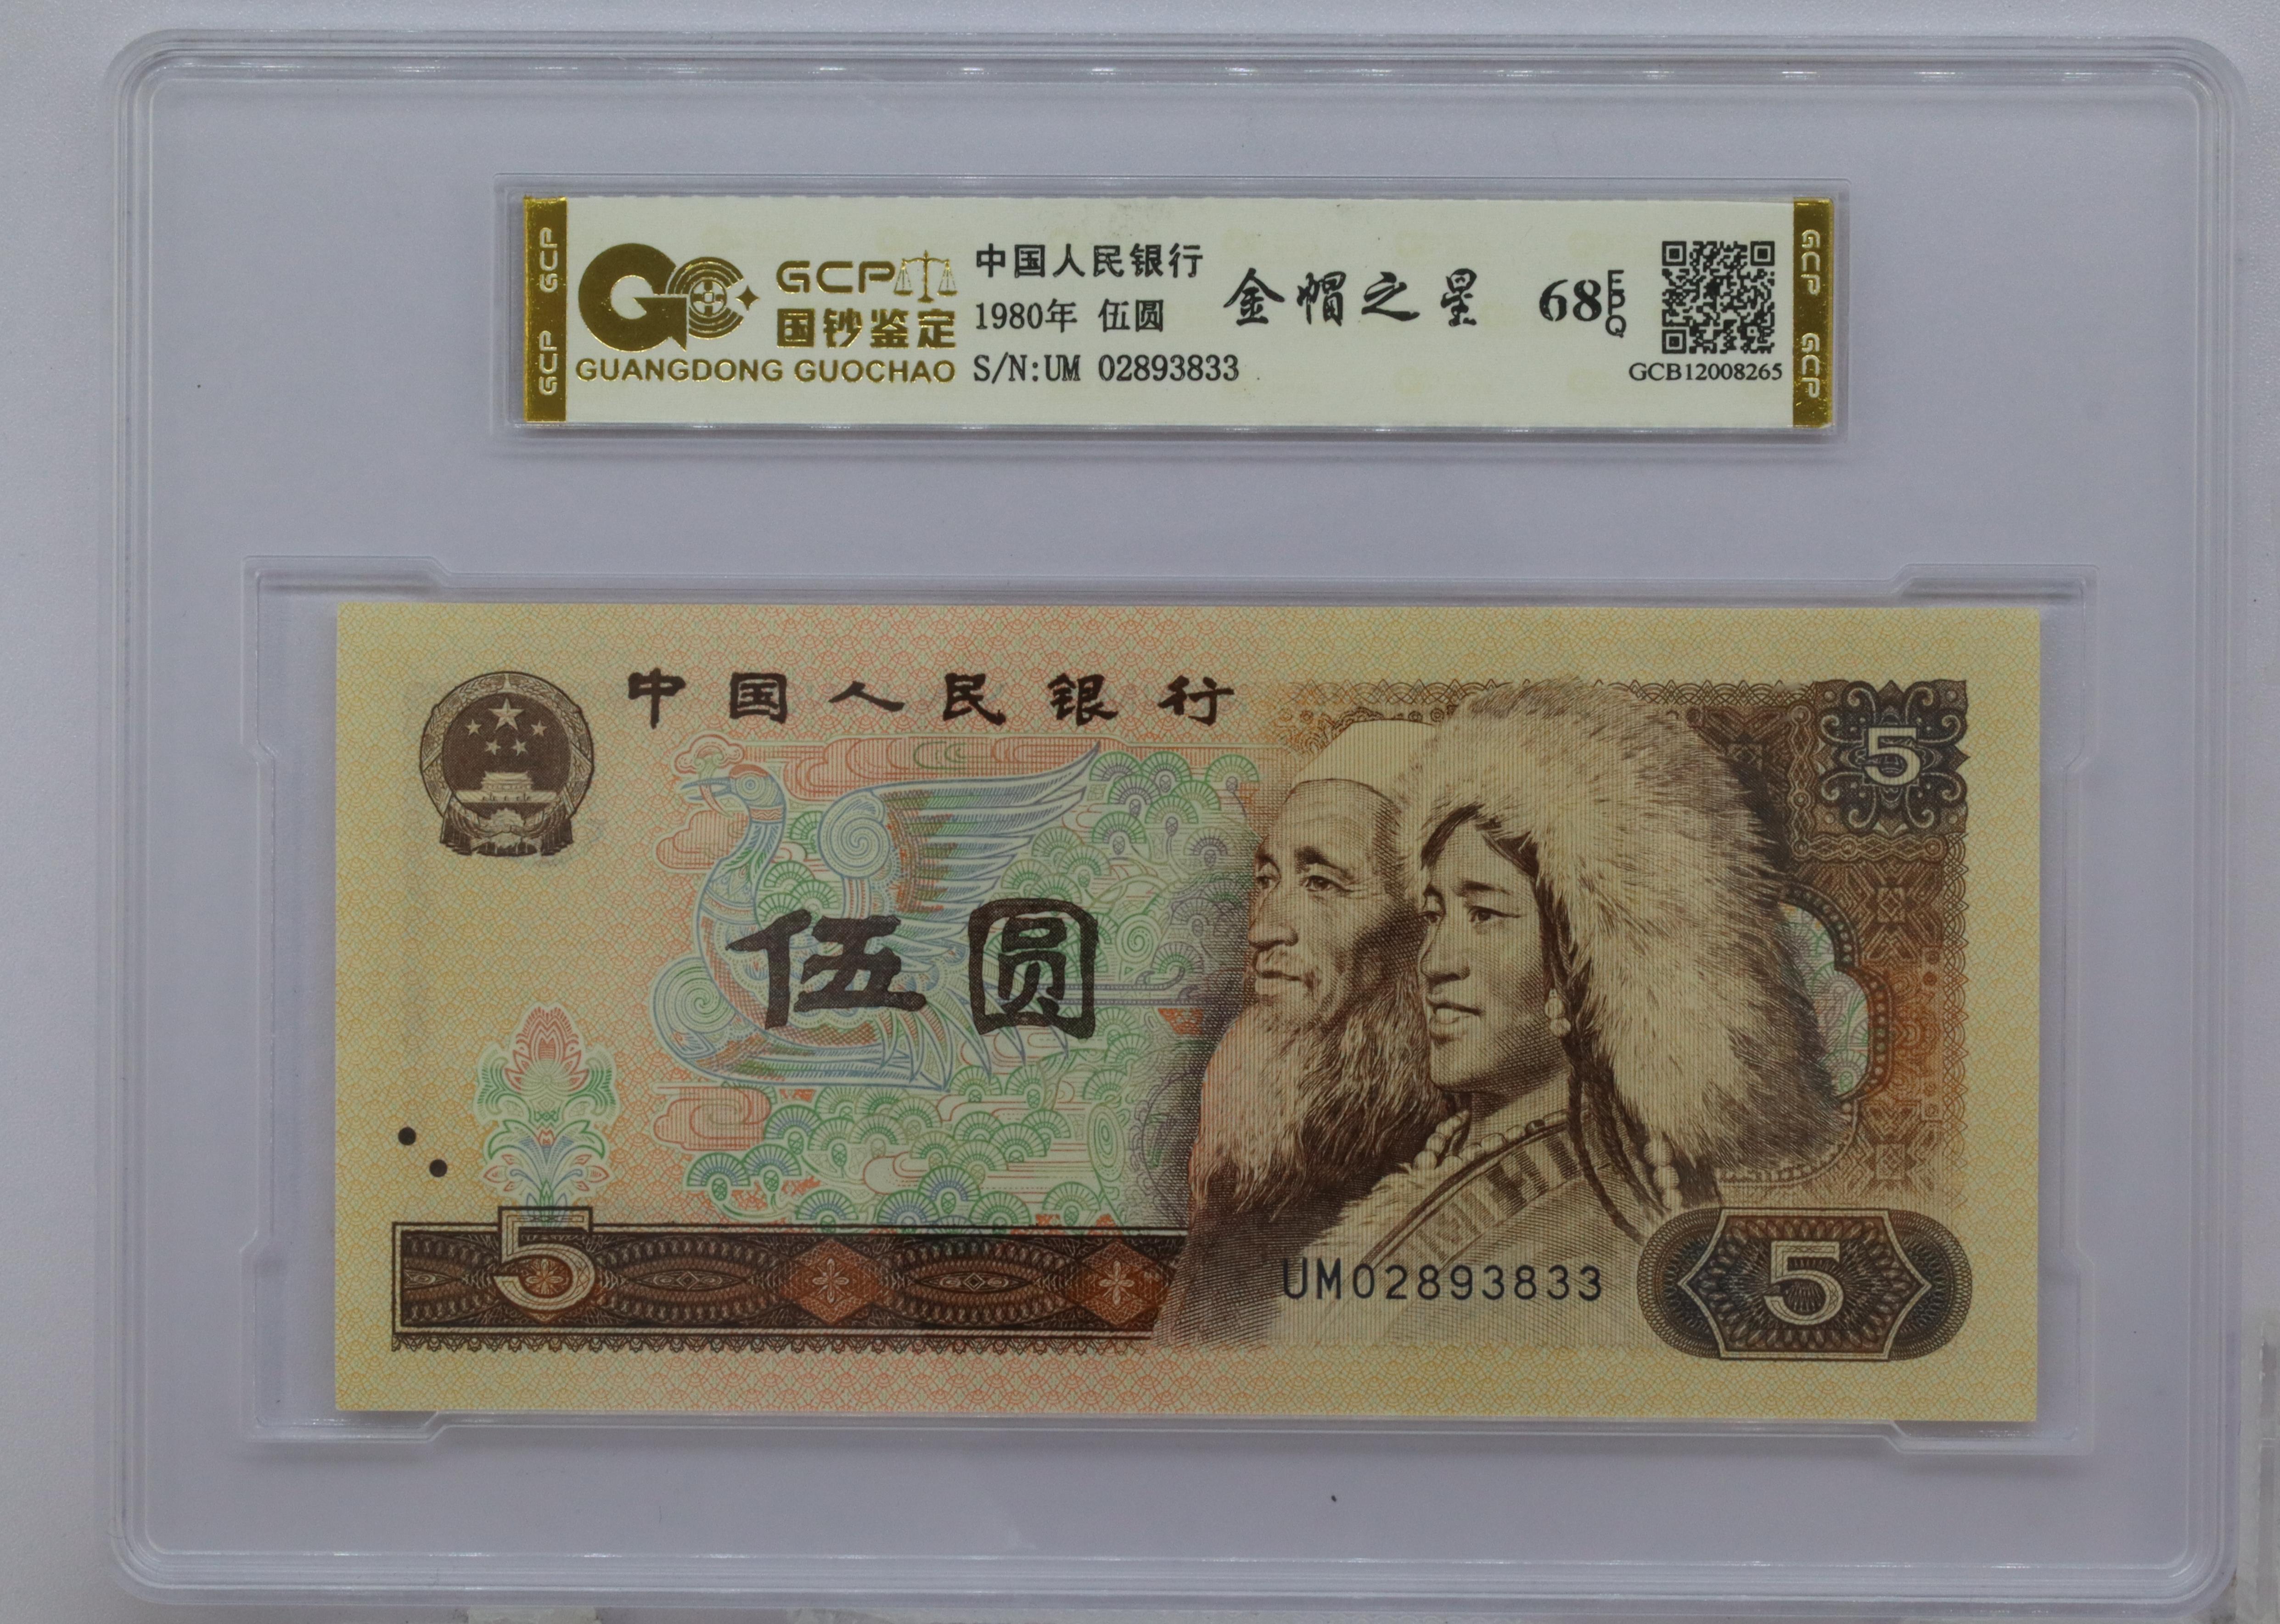 GCP GCP
GCP
国钞鉴定
GUANGDONG GUOCHAO
中国人民银行
1980年 伍圆
S/N:UM 02893833
金帽之星
68 EPQ
GCB12008265
GCP GCP
中国人民银行
5
伍圆
5
UM02893833
5